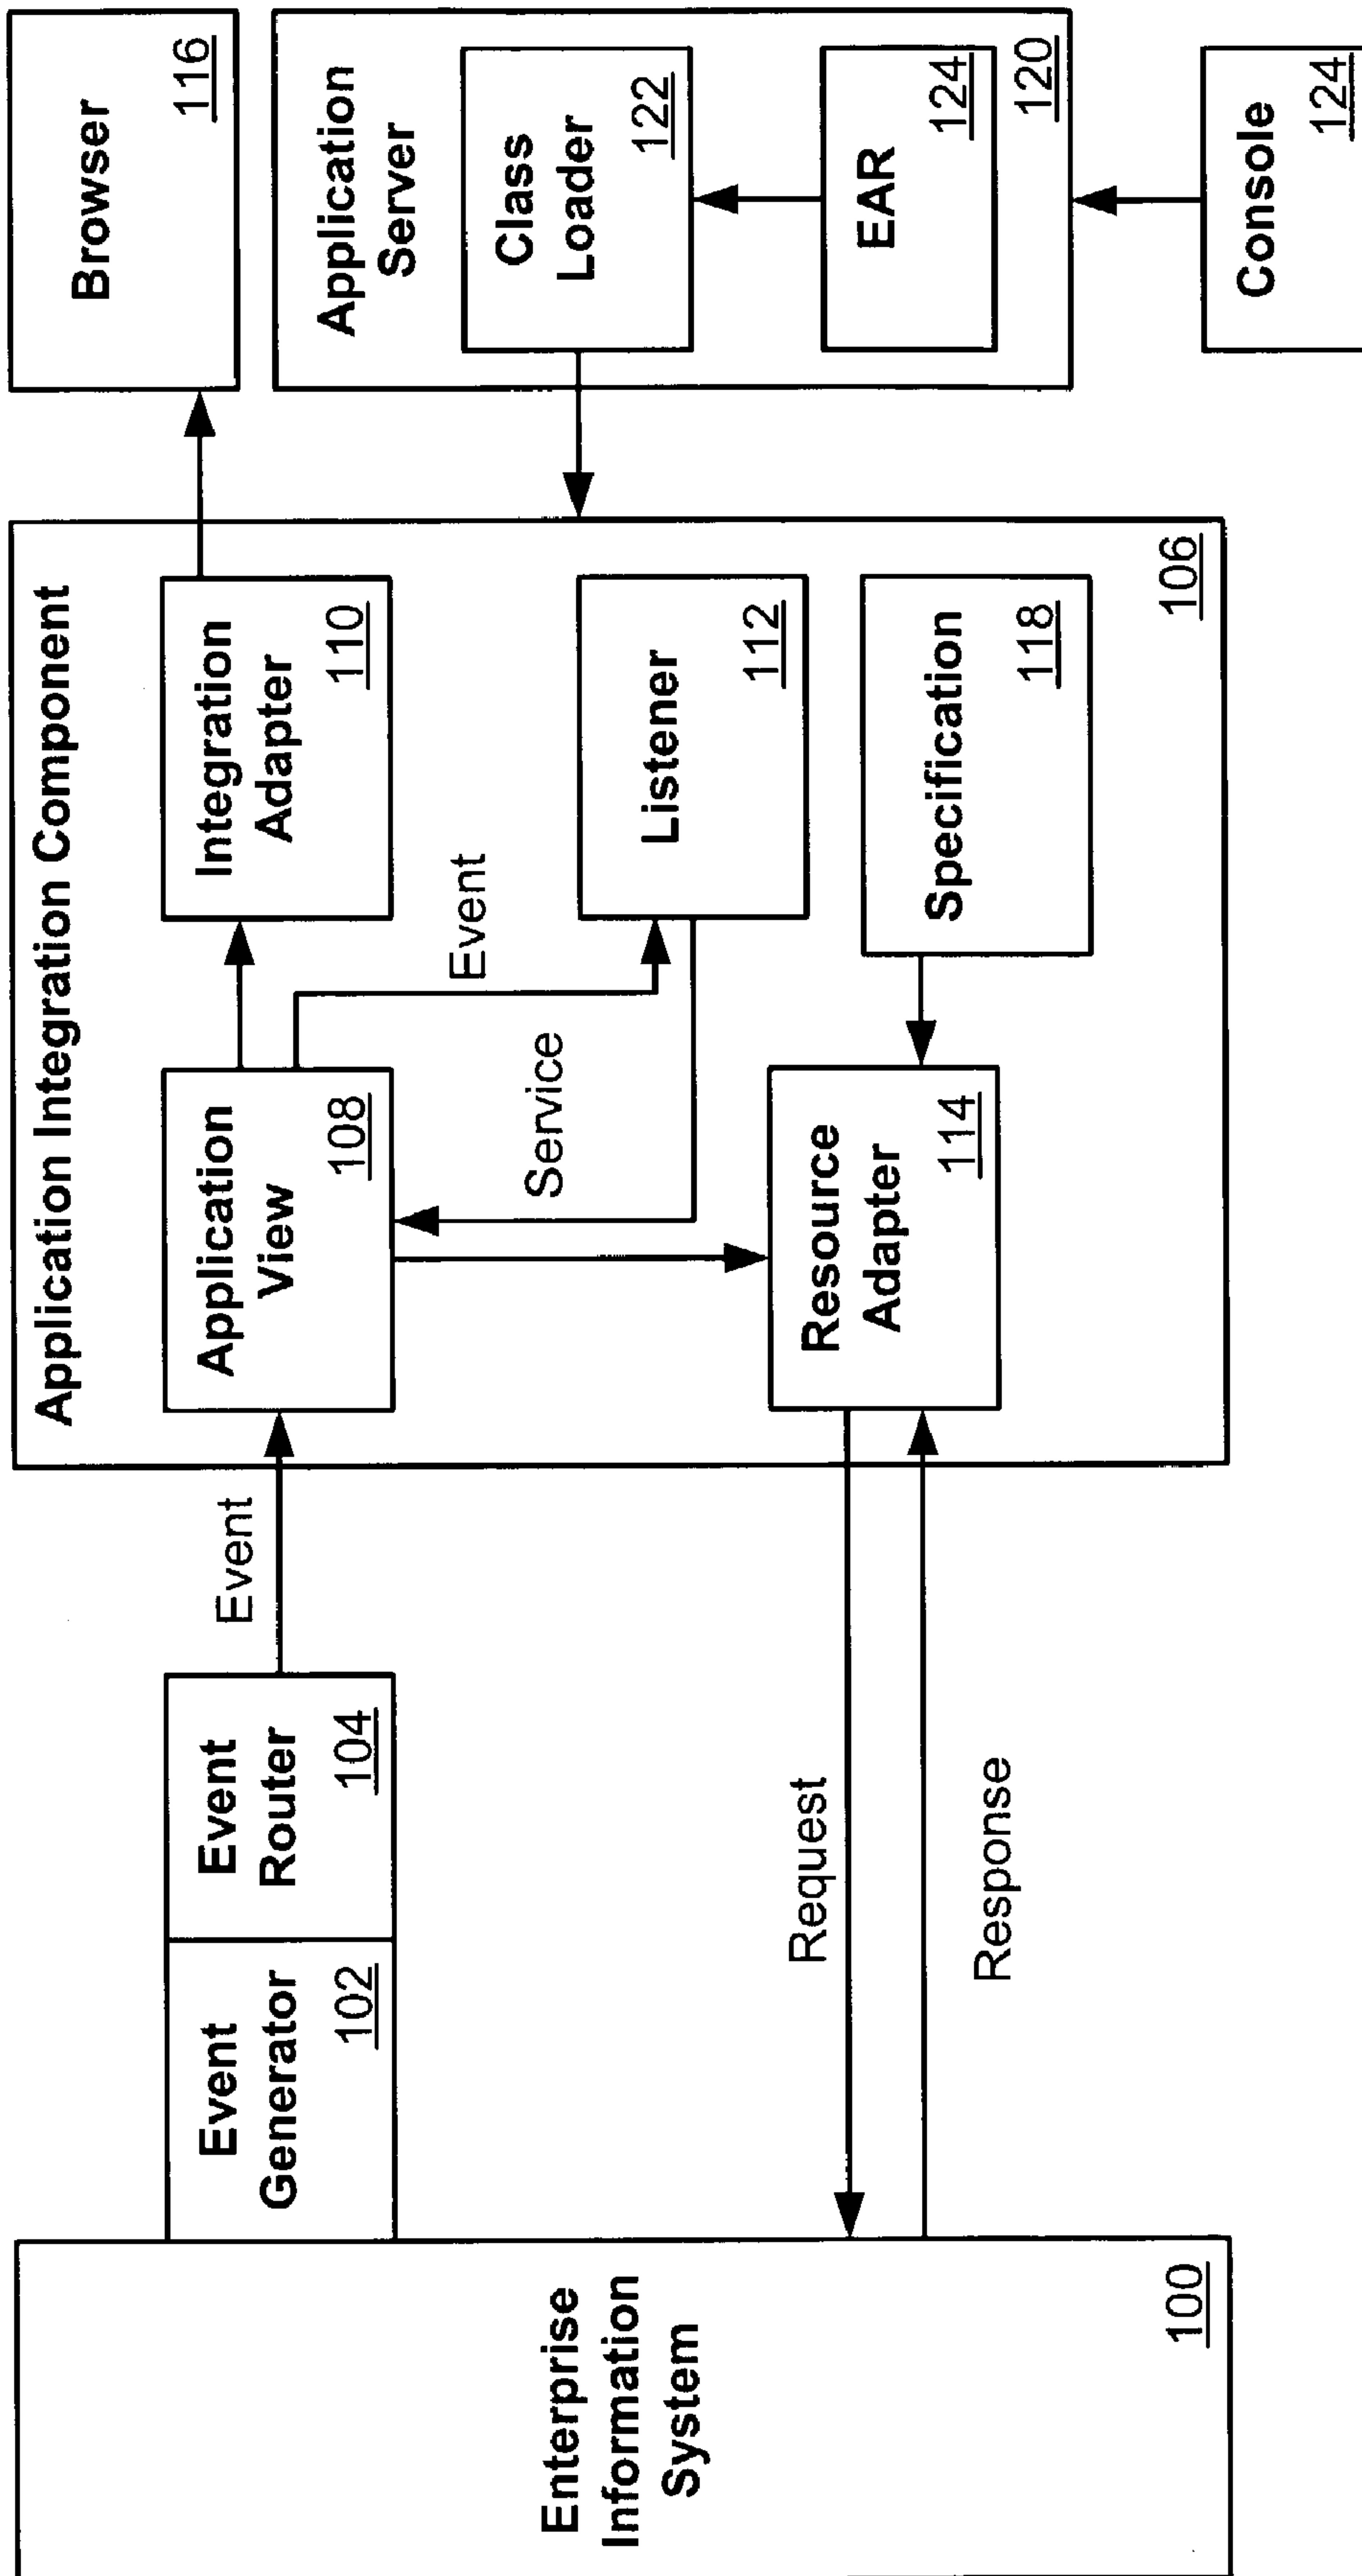 Enterprise
Information
System
100
Event
Generator
102
Event
Router
104
Event
Request
Response
Application Integration Component
Application
View
108
Integration
Adapter
110
Event
Service
Listener
112
Resource
Adapter
114
Specification
118
106
Browser
116
Application
Server
Class
Loader
122
EAR
124
120
Console
124